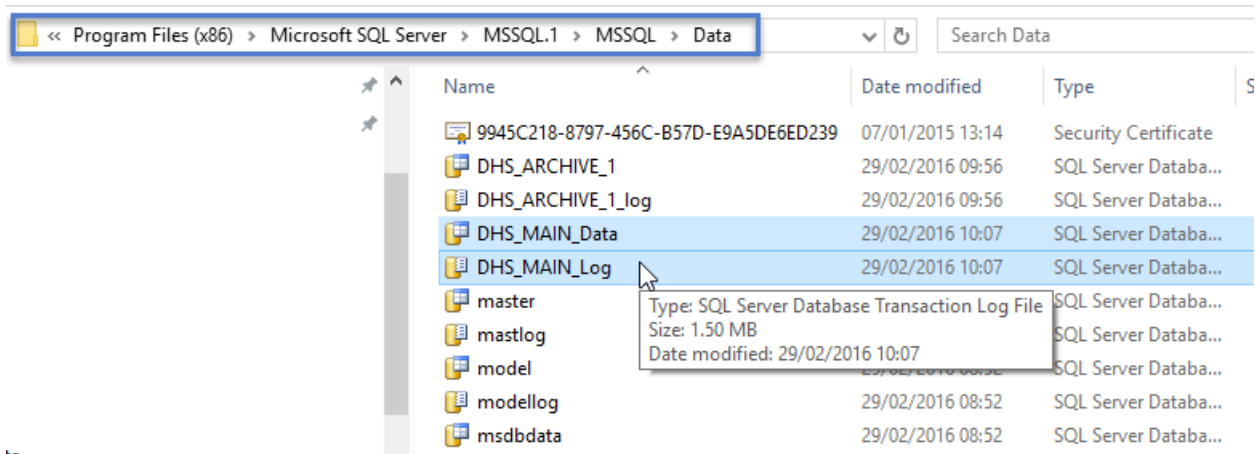 « Program Files (x86) > Microsoft SQL Server > MSSQL.1 > MSSQL > Data Search Data
Name Date modified Type S
9945C218-8797-456C-B57D-E9A5DE6ED239 07/01/2015 13:14 Security Certificate
DHS_ARCHIVE_1 29/02/2016 09:56 SQL Server Databa...
DHS_ARCHIVE_1_log 29/02/2016 09:56 SQL Server Databa...
DHS_MAIN_Data 29/02/2016 10:07 SQL Server Databa...
DHS_MAIN_Log 29/02/2016 10:07 SQL Server Databa...
master SQL Server Databa...
Type: SQL Server Database Transaction Log File
mastlog Size: 1.50 MB SQL Server Databa...
Date modified: 29/02/2016 10:07
model SQL Server Databa...
modellog 29/02/2016 08:52 SQL Server Databa...
msdbdata 29/02/2016 08:52 SQL Server Databa...